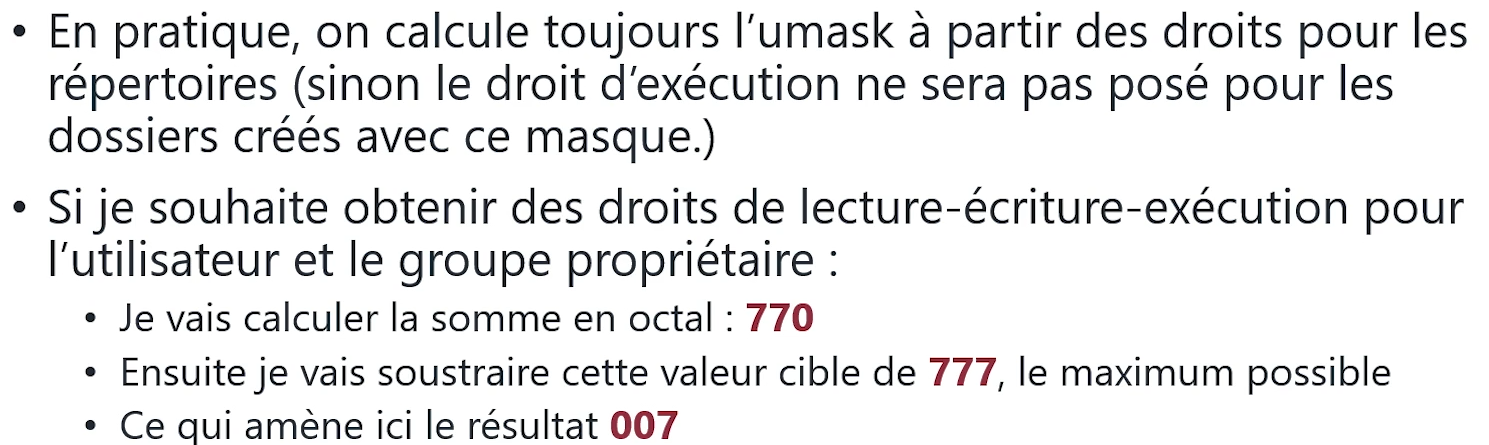 • En pratique, on calcule toujours l’umask à partir des droits pour les
répertoires (sinon le droit d’exécution ne sera pas posé pour les
dossiers créés avec ce masque.)
• Si je souhaite obtenir des droits de lecture-écriture-exécution pour
l’utilisateur et le groupe propriétaire :
• Je vais calculer la somme en octal : 770
• Ensuite je vais soustraire cette valeur cible de 777, le maximum possible
• Ce qui amène ici le résultat 007